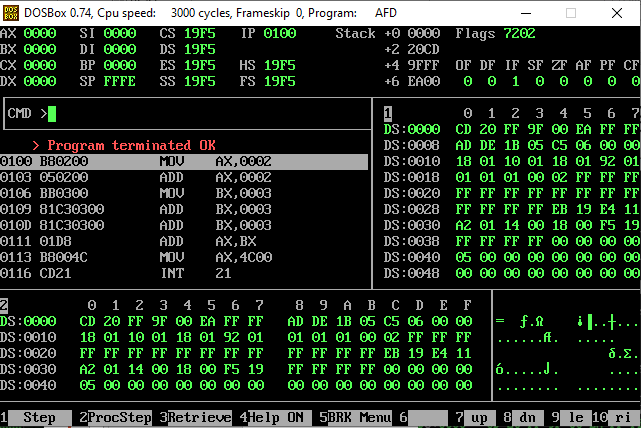 DOSBox 0.74, Cpu speed: 3000 cycles, Frameskip 0, Program: AFD
AX 0000 SI 0000 CS 19F5 IP 0100 Stack +0 0000 Flags 7202
BX 0000 DI 0000 DS 19F5 +2 20CD
CX 0000 BP 0000 ES 19F5 HS 19F5 +4 9FFF OF DF IF SF ZF AF PF CF
DX 0000 SP FFFE SS 19F5 FS 19F5 +6 EA00 0 0 1 0 0 0 0 0
CMD >
> Program terminated OK
0100 B80200 MOV AX,0002
0103 050200 ADD AX,0002
0106 BB0300 MOV BX,0003
0109 81C30300 ADD BX,0003
010D 81C30300 ADD BX,0003
0111 01D8 ADD AX,BX
0113 B8004C MOV AX,4C00
0116 CD21 INT 21
1 0 1 2 3 4 5 6 7
DS:0000 CD 20 FF 9F 00 EA FF FF
DS:0008 AD DE 1B 05 C5 06 00 00
DS:0010 18 01 10 01 18 01 92 01
DS:0018 01 01 01 00 02 FF FF FF
DS:0020 FF FF FF FF FF FF FF FF
DS:0028 FF FF FF FF EB 19 E4 11
DS:0030 A2 01 14 00 18 00 F5 19
DS:0038 FF FF FF FF 00 00 00 00
DS:0040 05 00 00 00 00 00 00 00
DS:0048 00 00 00 00 00 00 00 00
2 0 1 2 3 4 5 6 7 8 9 A B C D E F
DS:0000 CD 20 FF 9F 00 EA FF FF AD DE 1B 05 C5 06 00 00 = ƒ.Ω ¡▐..┼..
DS:0010 18 01 10 01 18 01 92 01 01 01 01 00 02 FF FF FF ......Æ. .....
DS:0020 FF FF FF FF FF FF FF FF FF FF FF FF EB 19 E4 11 δ.Σ.
DS:0030 A2 01 14 00 18 00 F5 19 FF FF FF FF 00 00 00 00 ó.....⌡. ....
DS:0040 05 00 00 00 00 00 00 00 00 00 00 00 00 00 00 00 ........ ........
1 Step 2 ProcStep 3 Retrieve 4 Help ON 5 BRK Menu 6 7 up 8 dn 9 le 10 ri